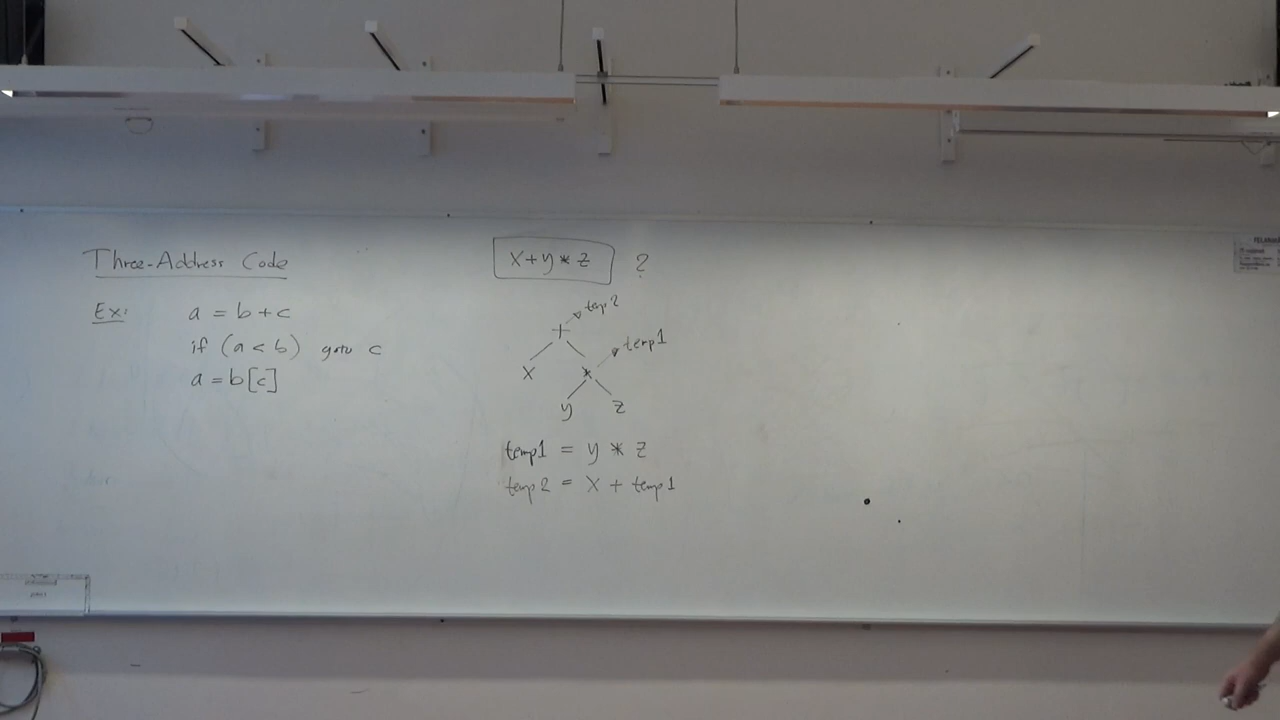 Three-Address Code
Ex: a = b + c
if (a < b) goto c
a = b[c]
x + y * z ?
temp2
+
temp1
x *
y z
temp1 = y * z
temp2 = x + temp1